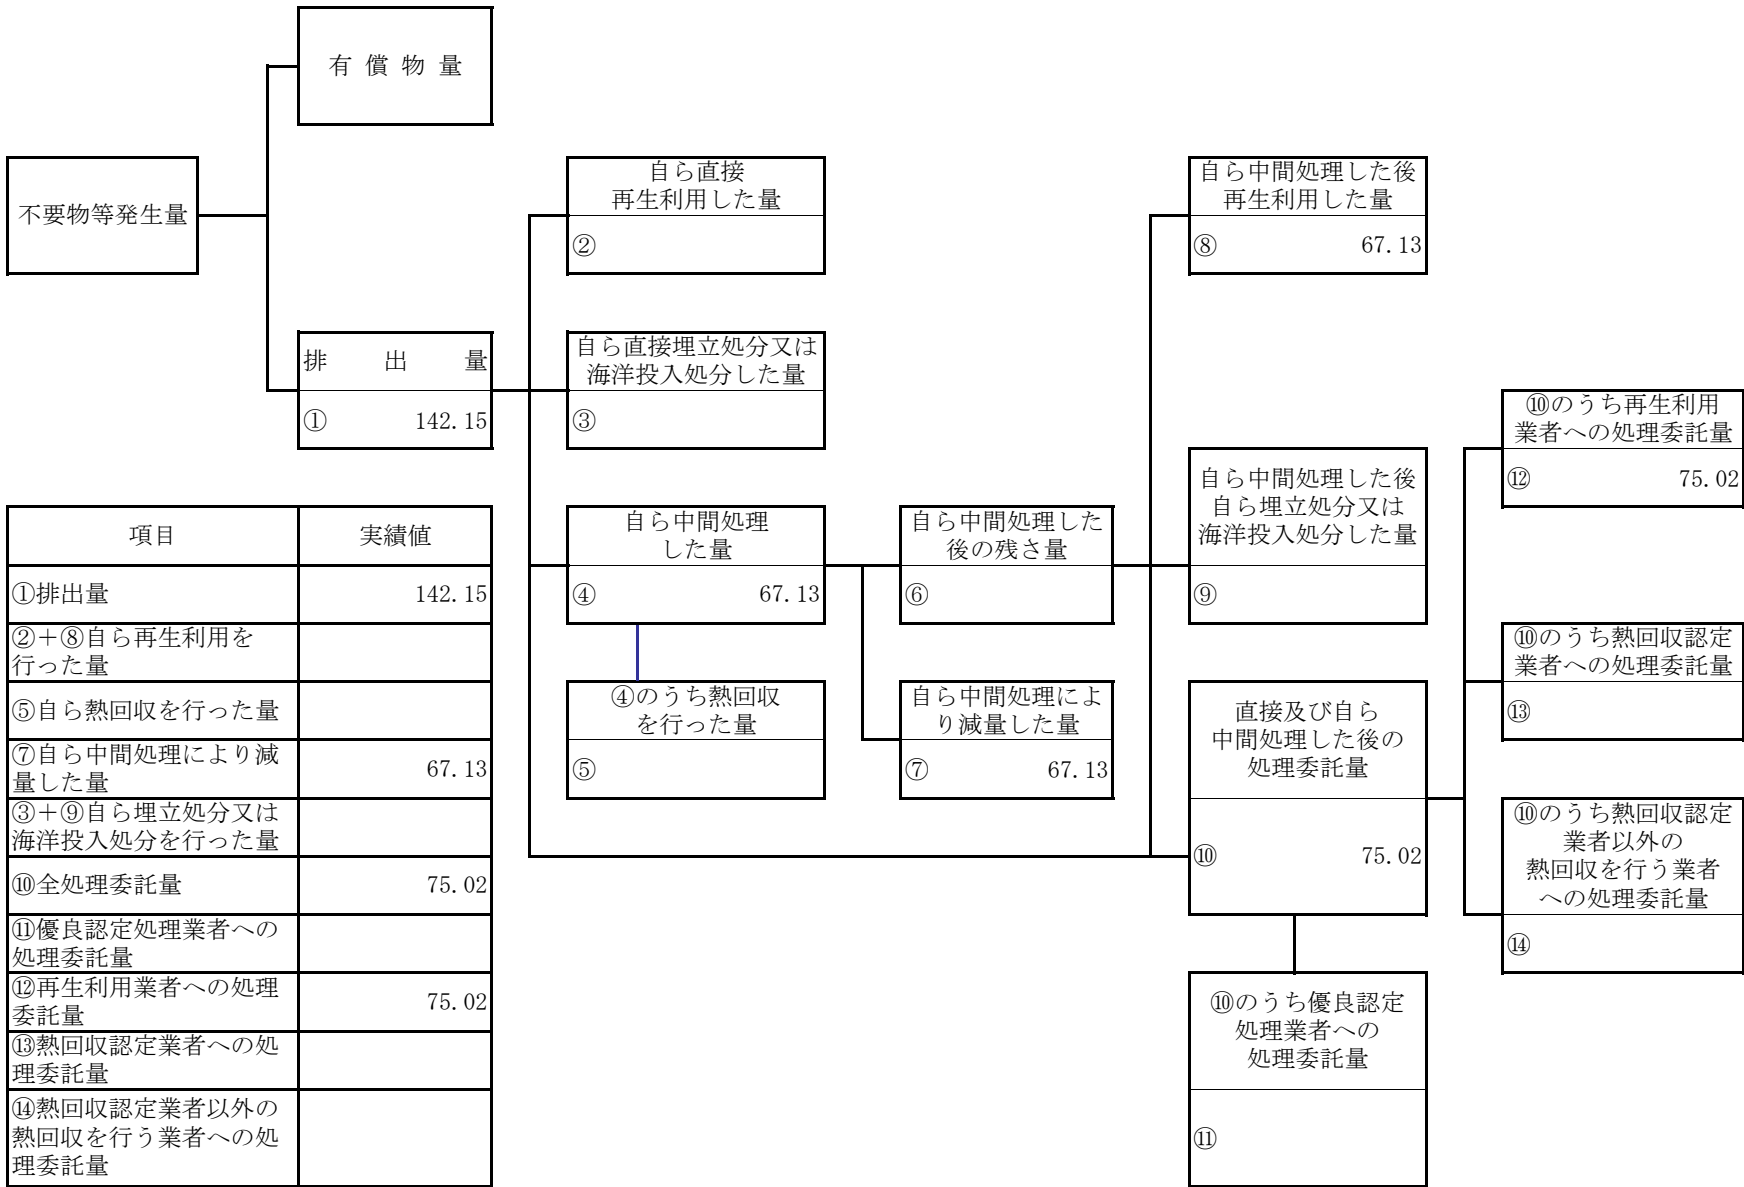 有 償 物 量
不要物等発生量
排 出 量
① 142.15
自ら直接
再生利用した量
②
自ら直接埋立処分又は
海洋投入処分した量
③
自ら中間処理
した量
④ 67.13
④のうち熱回収
を行った量
⑤
自ら中間処理した
後の残さ量
⑥
自ら中間処理によ
り減量した量
⑦ 67.13
自ら中間処理した後
再生利用した量
⑧ 67.13
自ら中間処理した後
自ら埋立処分又は
海洋投入処分した量
⑨
直接及び自ら
中間処理した後の
処理委託量
⑩ 75.02
⑩のうち優良認定
処理業者への
処理委託量
⑪
⑩のうち再生利用
業者への処理委託量
⑫ 75.02
⑩のうち熱回収認定
業者への処理委託量
⑬
⑩のうち熱回収認定
業者以外の
熱回収を行う業者
への処理委託量
⑭
項目 実績値
①排出量 142.15
②+⑧自ら再生利用を
行った量
⑤自ら熱回収を行った量
⑦自ら中間処理により減
量した量 67.13
③+⑨自ら埋立処分又は
海洋投入処分を行った量
⑩全処理委託量 75.02
⑪優良認定処理業者への
処理委託量
⑫再生利用業者への処理
委託量 75.02
⑬熱回収認定業者への処
理委託量
⑭熱回収認定業者以外の
熱回収を行う業者への処
理委託量